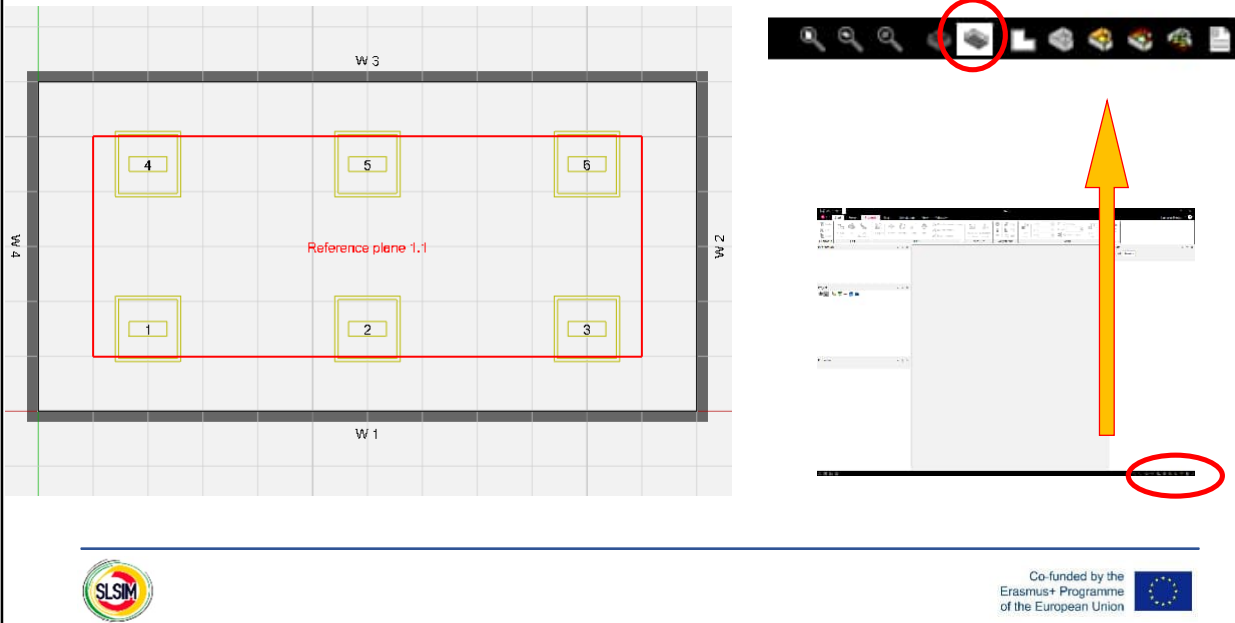 W 3
4
5
6
W 4
Reference plane 1.1
W 2
1
2
3
W 1
SLSIM
Co-funded by the
Erasmus+ Programme
of the European Union